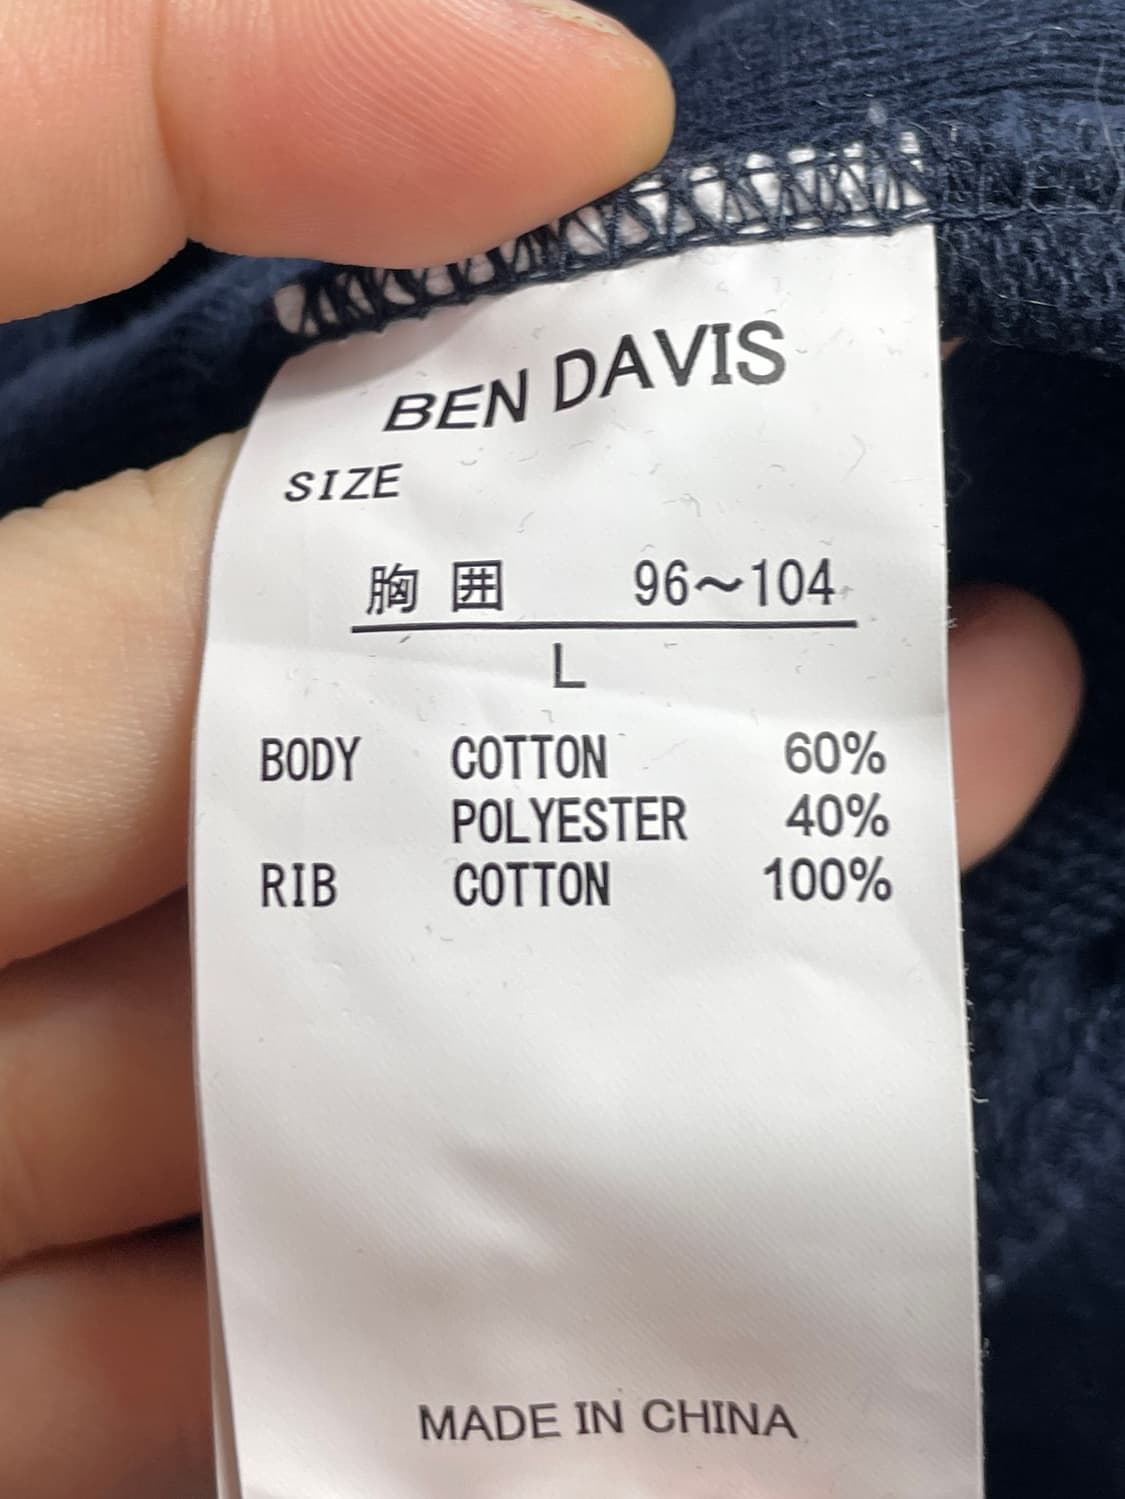 BEN DAVIS
SIZE
胸 囲 96～104
L
BODY COTTON 60%
POLYESTER 40%
RIB COTTON 100%
MADE IN CHINA